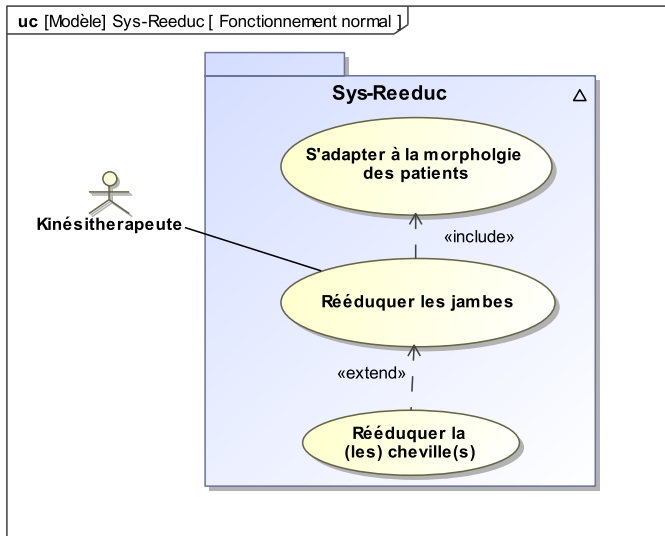 uc [Modèle] Sys-Reeduc [ Fonctionnement normal ]
Sys-Reeduc
S'adapter à la morpholgie
des patients
Kinésitherapeute
«include»
Rééduquer les jambes
«extend»
Rééduquer la
(les) cheville(s)